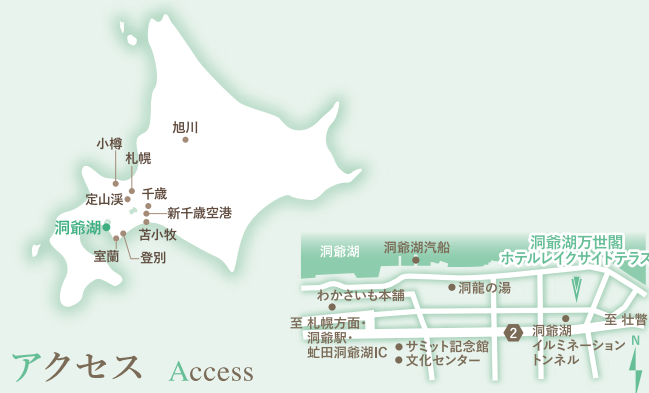 旭川
小樽
札幌
定山渓
千歳
新千歳空港
洞爺湖
苫小牧
室蘭
登別
洞爺湖
洞爺湖汽船
洞爺湖万世閣
ホテルレイクサイドテラス
わかさいも本舗
洞龍の湯
至 札幌方面・
洞爺駅・
虻田洞爺湖IC
サミット記念館
文化センター
2
洞爺湖
イルミネーション
トンネル
至 壮瞥
N
アクセス Access